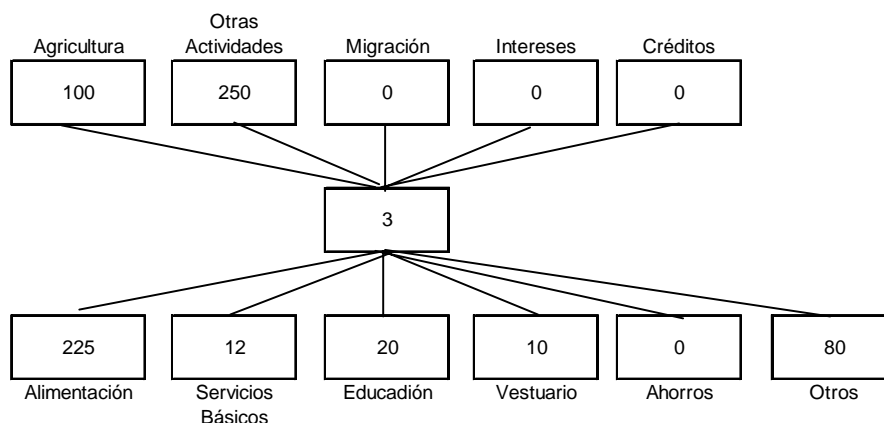 Agricultura
Otras
Actividades
Migración
Intereses
Créditos
100
250
0
0
0
3
225
12
20
10
0
80
Alimentación
Servicios
Básicos
Educadión
Vestuario
Ahorros
Otros